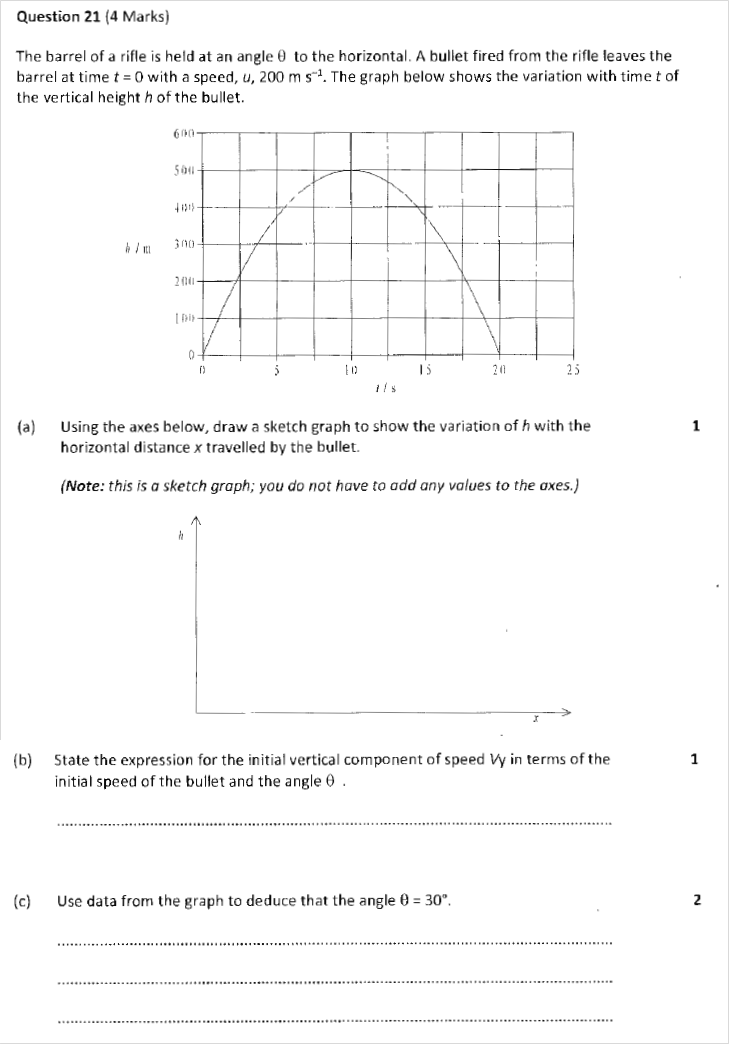 Question 21 (4 Marks)
The barrel of a rifle is held at an angle θ to the horizontal. A bullet fired from the rifle leaves the
barrel at time t = 0 with a speed, u, 200 m s⁻¹. The graph below shows the variation with time t of
the vertical height h of the bullet.
600
500
400
h / m
300
200
100
0
0 5 10 15 20 25
t / s
(a) Using the axes below, draw a sketch graph to show the variation of h with the 1
horizontal distance x travelled by the bullet.
(Note: this is a sketch graph; you do not have to add any values to the axes.)
h
x
(b) State the expression for the initial vertical component of speed Vy in terms of the 1
initial speed of the bullet and the angle θ .
(c) Use data from the graph to deduce that the angle θ = 30°. 2